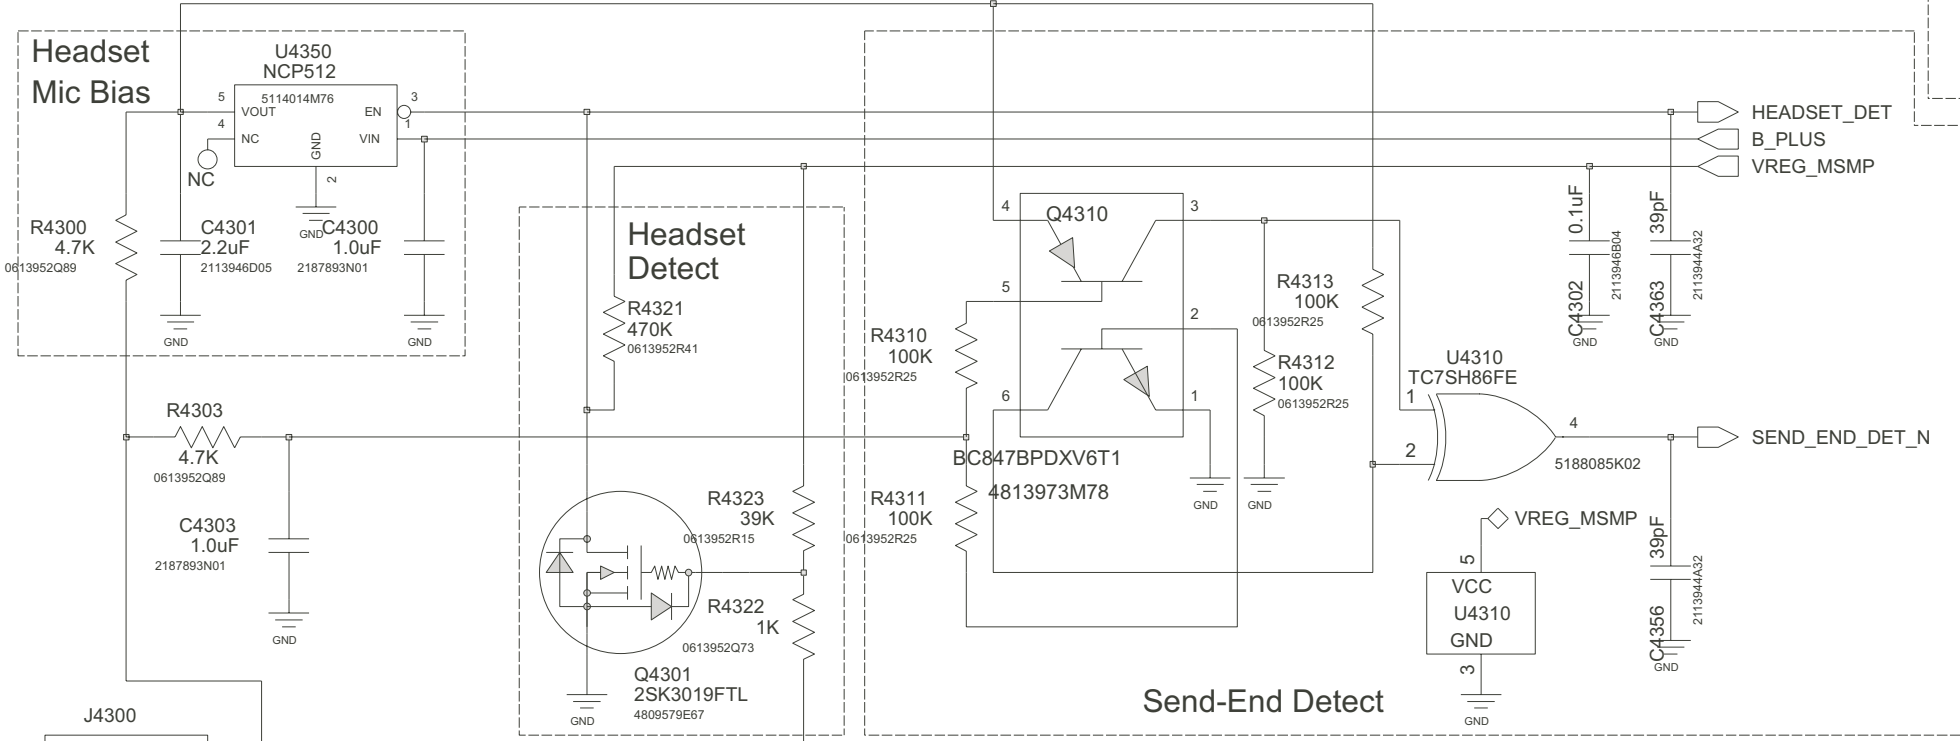 Headset
Mic Bias
U4350
NCP512
5114014M76
5
VOUT
EN
3
4
NC
VIN
1
GND
2
NC
GND
R4300
4.7K
0613952Q89
C4301
2.2uF
2113946D05
C4300
1.0uF
2187893N01
GND
GND
R4303
4.7K
0613952Q89
C4303
1.0uF
2187893N01
GND
J4300
Headset
Detect
R4321
470K
0613952R41
R4323
39K
0613952R15
R4322
1K
0613952Q73
Q4301
2SK3019FTL
4809579E67
GND
R4310
100K
0613952R25
R4311
100K
0613952R25
4
Q4310
3
5
2
6
1
BC847BPDXV6T1
4813973M78
GND
GND
R4313
100K
0613952R25
R4312
100K
0613952R25
HEADSET_DET
B_PLUS
VREG_MSMP
0.1uF
C4302
2113946B04
GND
39pF
C4363
2113944A32
GND
U4310
TC7SH86FE
1
2
4
5188085K02
SEND_END_DET_N
VREG_MSMP
5
VCC
U4310
GND
3
GND
39pF
C4356
2113944A32
GND
Send-End Detect